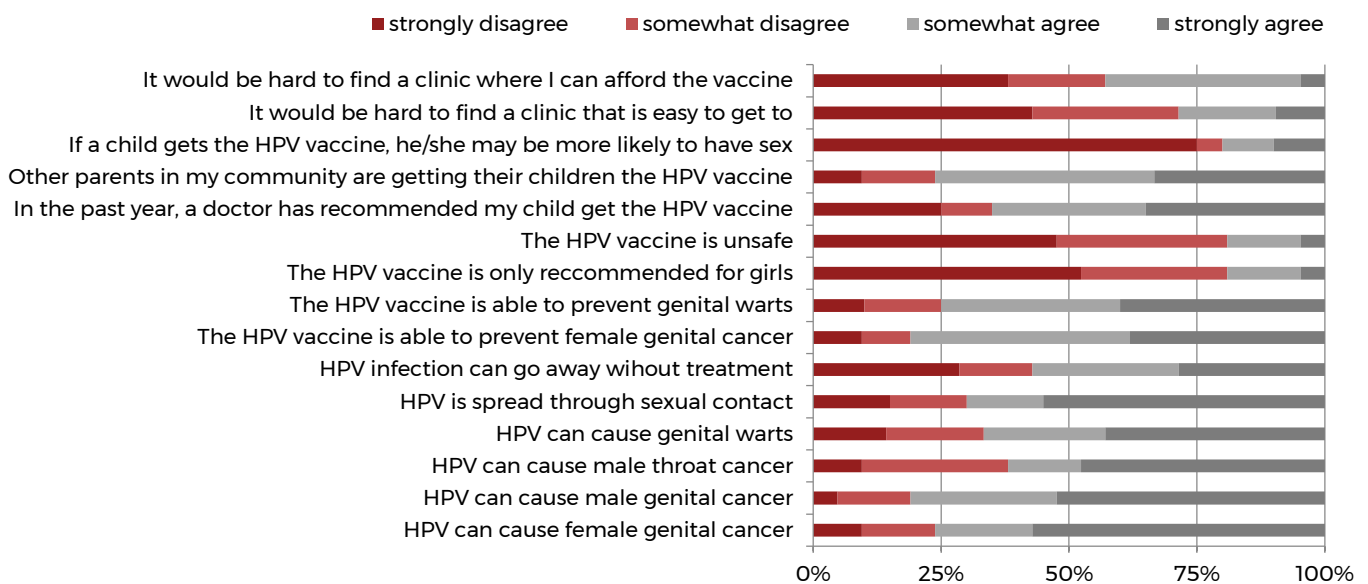 strongly disagree somewhat disagree somewhat agree strongly agree
It would be hard to find a clinic where I can afford the vaccine
It would be hard to find a clinic that is easy to get to
If a child gets the HPV vaccine, he/she may be more likely to have sex
Other parents in my community are getting their children the HPV vaccine
In the past year, a doctor has recommended my child get the HPV vaccine
The HPV vaccine is unsafe
The HPV vaccine is only reccommended for girls
The HPV vaccine is able to prevent genital warts
The HPV vaccine is able to prevent female genital cancer
HPV infection can go away wihout treatment
HPV is spread through sexual contact
HPV can cause genital warts
HPV can cause male throat cancer
HPV can cause male genital cancer
HPV can cause female genital cancer
0% 25% 50% 75% 100%